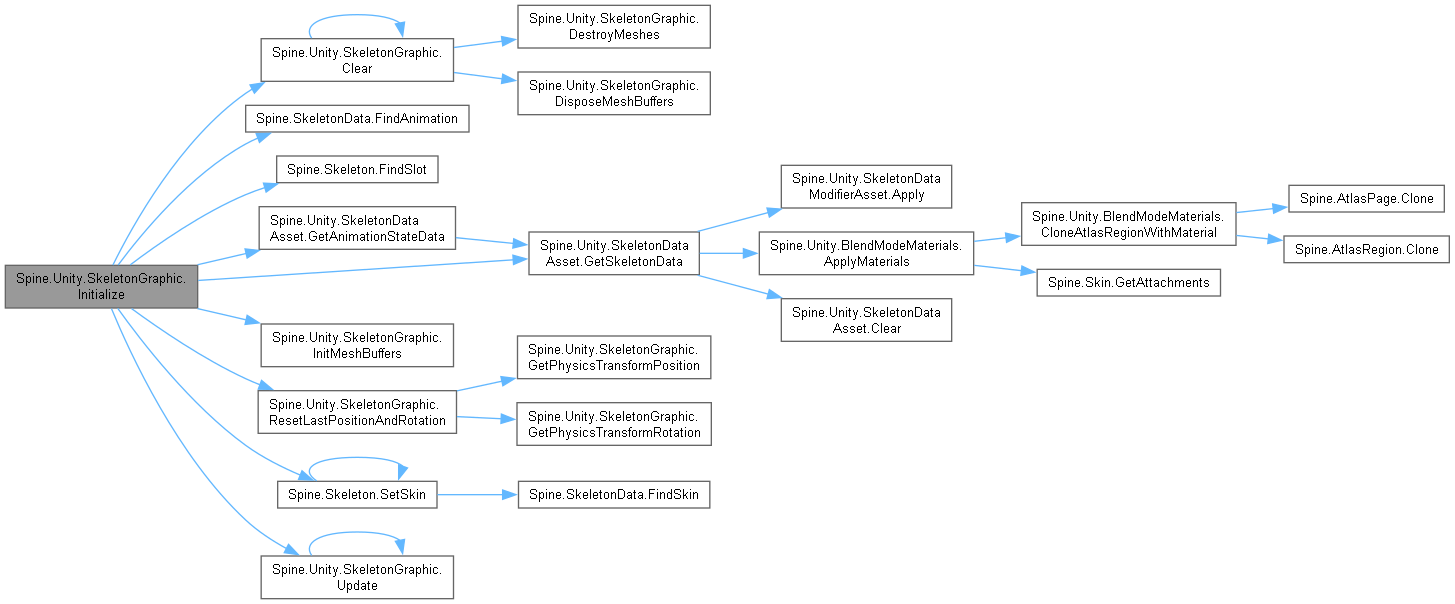 Spine.Unity.SkeletonGraphic.
Initialize
Spine.Unity.SkeletonGraphic.
Clear
Spine.Unity.SkeletonGraphic.
DestroyMeshes
Spine.Unity.SkeletonGraphic.
DisposeMeshBuffers
Spine.SkeletonData.FindAnimation
Spine.Skeleton.FindSlot
Spine.Unity.SkeletonData
Asset.GetAnimationStateData
Spine.Unity.SkeletonData
Asset.GetSkeletonData
Spine.Unity.SkeletonData
ModifierAsset.Apply
Spine.Unity.BlendModeMaterials.
ApplyMaterials
Spine.Unity.BlendModeMaterials.
CloneAtlasRegionWithMaterial
Spine.AtlasPage.Clone
Spine.AtlasRegion.Clone
Spine.Skin.GetAttachments
Spine.Unity.SkeletonData
Asset.Clear
Spine.Unity.SkeletonGraphic.
InitMeshBuffers
Spine.Unity.SkeletonGraphic.
ResetLastPositionAndRotation
Spine.Unity.SkeletonGraphic.
GetPhysicsTransformPosition
Spine.Unity.SkeletonGraphic.
GetPhysicsTransformRotation
Spine.Skeleton.SetSkin
Spine.SkeletonData.FindSkin
Spine.Unity.SkeletonGraphic.
Update